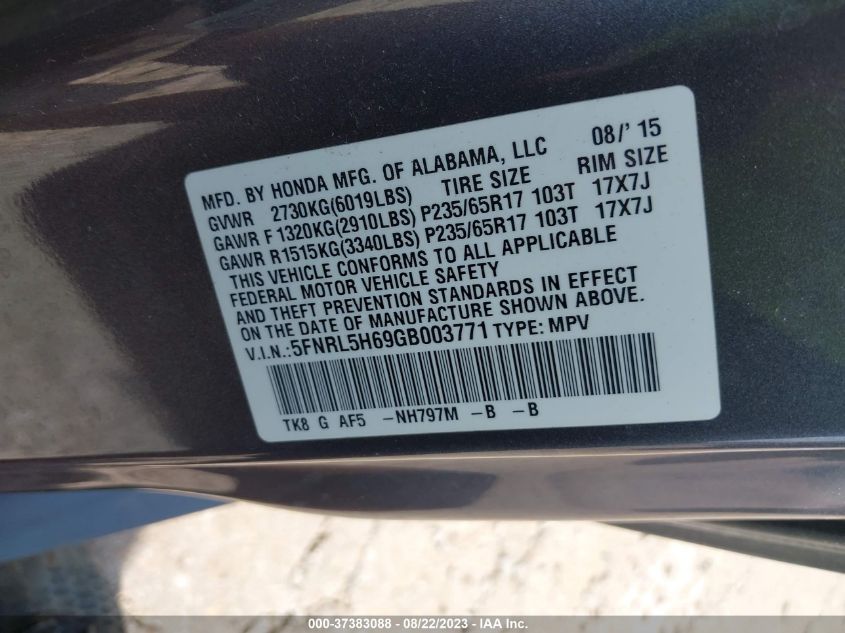 MFD. BY HONDA MFG. OF ALABAMA, LLC 08/' 15
GVWR 2730KG(6019LBS) TIRE SIZE RIM SIZE
GAWR F 1320KG(2910LBS) P235/65R17 103T 17X7J
GAWR R1515KG(3340LBS) P235/65R17 103T 17X7J
THIS VEHICLE CONFORMS TO ALL APPLICABLE
FEDERAL MOTOR VEHICLE SAFETY
AND THEFT PREVENTION STANDARDS IN EFFECT
ON THE DATE OF MANUFACTURE SHOWN ABOVE.
V.I.N.:5FNRL5H69GB003771 TYPE: MPV
TK8 G AF5 -NH797M -B -B
000-37383088 - 08/22/2023 - IAA Inc.